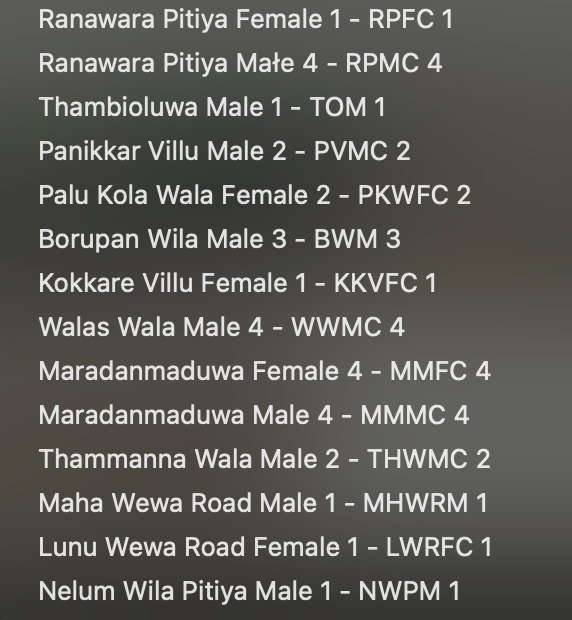 Ranawara Pitiya Female 1 - RPFC 1
Ranawara Pitiya Małe 4 - RPMC 4
Thambioluwa Male 1 - TOM 1
Panikkar Villu Male 2 - PVMC 2
Palu Kola Wala Female 2 - PKWFC 2
Borupan Wila Male 3 - BWM 3
Kokkare Villu Female 1 - KKVFC 1
Walas Wala Male 4 - WWMC 4
Maradanmaduwa Female 4 - MMFC 4
Maradanmaduwa Male 4 - MMMC 4
Thammanna Wala Male 2 - THWMC 2
Maha Wewa Road Male 1 - MHWRM 1
Lunu Wewa Road Female 1 - LWRFC 1
Nelum Wila Pitiya Male 1 - NWPM 1